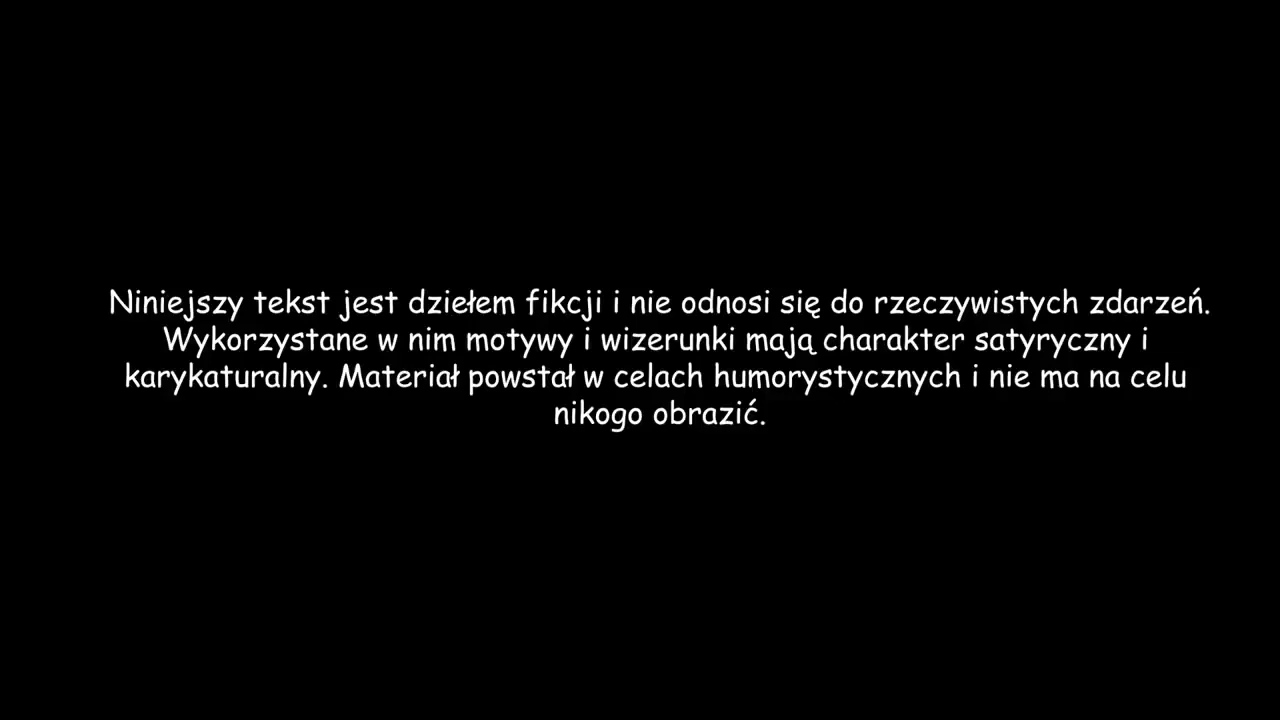 Niniejszy tekst jest dziełem fikcji i nie odnosi się do rzeczywistych zdarzeń.
Wykorzystane w nim motywy i wizerunki mają charakter satyryczny i
karykaturalny. Materiał powstał w celach humorystycznych i nie ma na celu
nikogo obrazić.